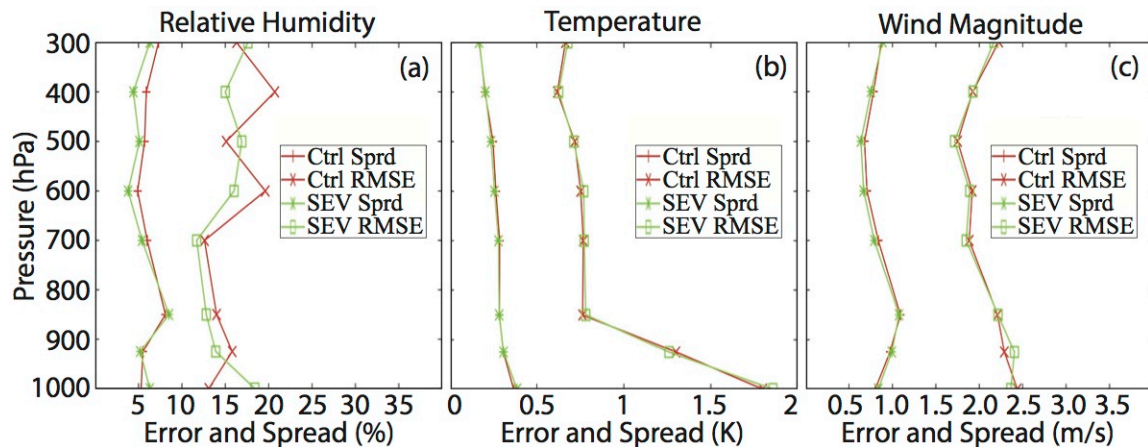 Relative Humidity
Temperature
Wind Magnitude
Pressure (hPa)
300
400
500
600
700
800
900
1000
(a)
Ctrl Sprd
Ctrl RMSE
SEV Sprd
SEV RMSE
5 10 15 20 25 30 35
Error and Spread (%)
(b)
Ctrl Sprd
Ctrl RMSE
SEV Sprd
SEV RMSE
0 0.5 1 1.5 2
Error and Spread (K)
(c)
Ctrl Sprd
Ctrl RMSE
SEV Sprd
SEV RMSE
0.5 1.0 1.5 2.0 2.5 3.0 3.5
Error and Spread (m/s)